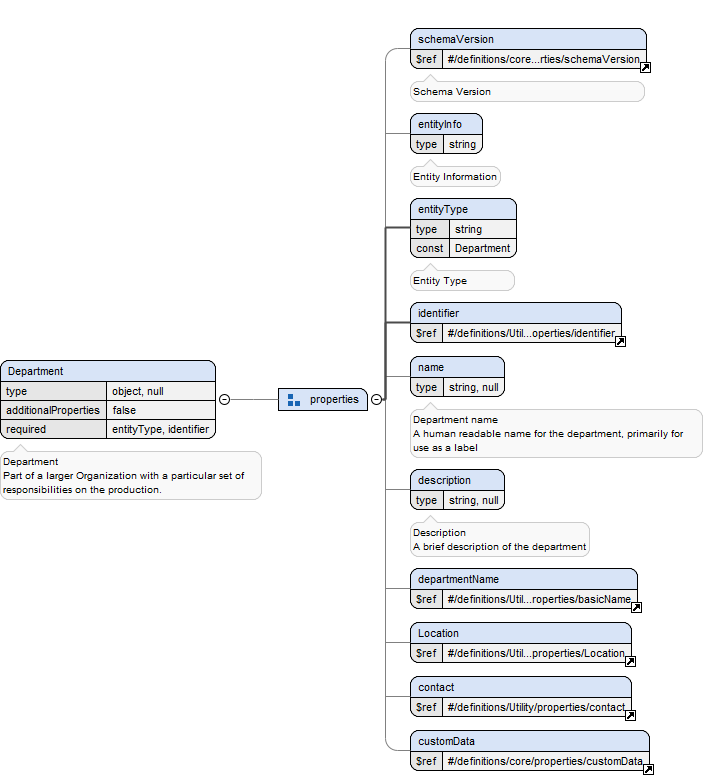 schemaVersion
$ref #/definitions/core...rties/schemaVersion
Schema Version
entityInfo
type string
Entity Information
entityType
type string
const Department
Entity Type
identifier
$ref #/definitions/Util...operties/identifier
Department
type object, null
additionalProperties false
required entityType, identifier
Department
Part of a larger Organization with a particular set of
responsibilities on the production.
properties
name
type string, null
Department name
A human readable name for the department, primarily for
use as a label
description
type string, null
Description
A brief description of the department
departmentName
$ref #/definitions/Util...roperties/basicName
Location
$ref #/definitions/Util...properties/Location
contact
$ref #/definitions/Utility/properties/contact
customData
$ref #/definitions/core/properties/customData